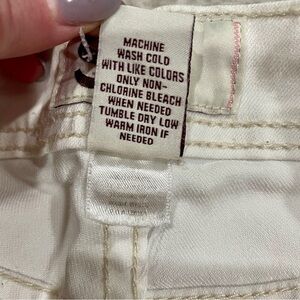 MACHINE
WASH COLD
WITH LIKE COLORS
ONLY NON-
CHLORINE BLEACH
WHEN NEEDED
TUMBLE DRY LOW
WARM IRON IF
NEEDED